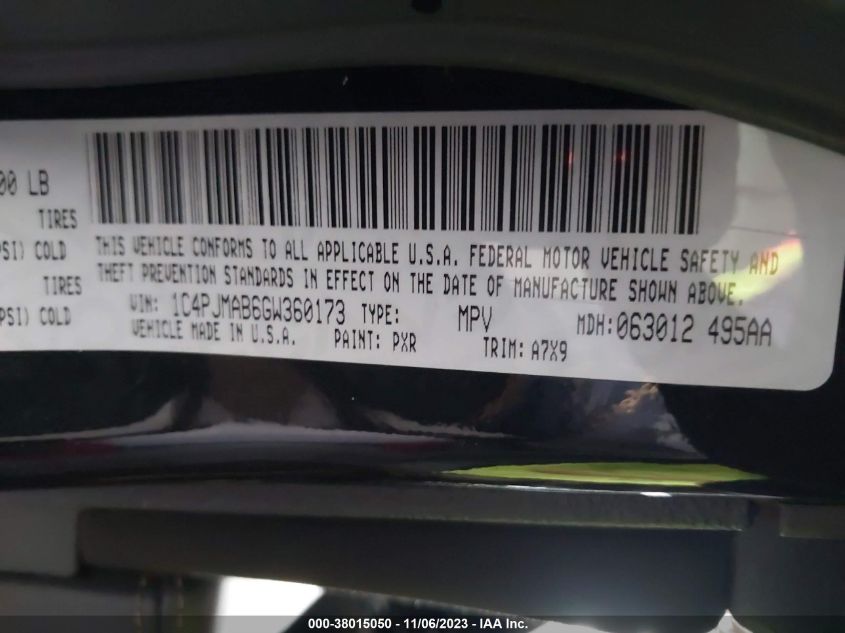 00 LB
TIRES
PSI) COLD
TIRES
PSI) COLD
THIS VEHICLE CONFORMS TO ALL APPLICABLE U.S.A. FEDERAL MOTOR VEHICLE SAFETY AND
THEFT PREVENTION STANDARDS IN EFFECT ON THE DATE OF MANUFACTURE SHOWN ABOVE.
VIN: 1C4PJMAB6GW360173 TYPE: MPV MDH: 063012 495AA
VEHICLE MADE IN U.S.A. PAINT: PXR TRIM: A7X9
000-38015050 - 11/06/2023 - IAA Inc.